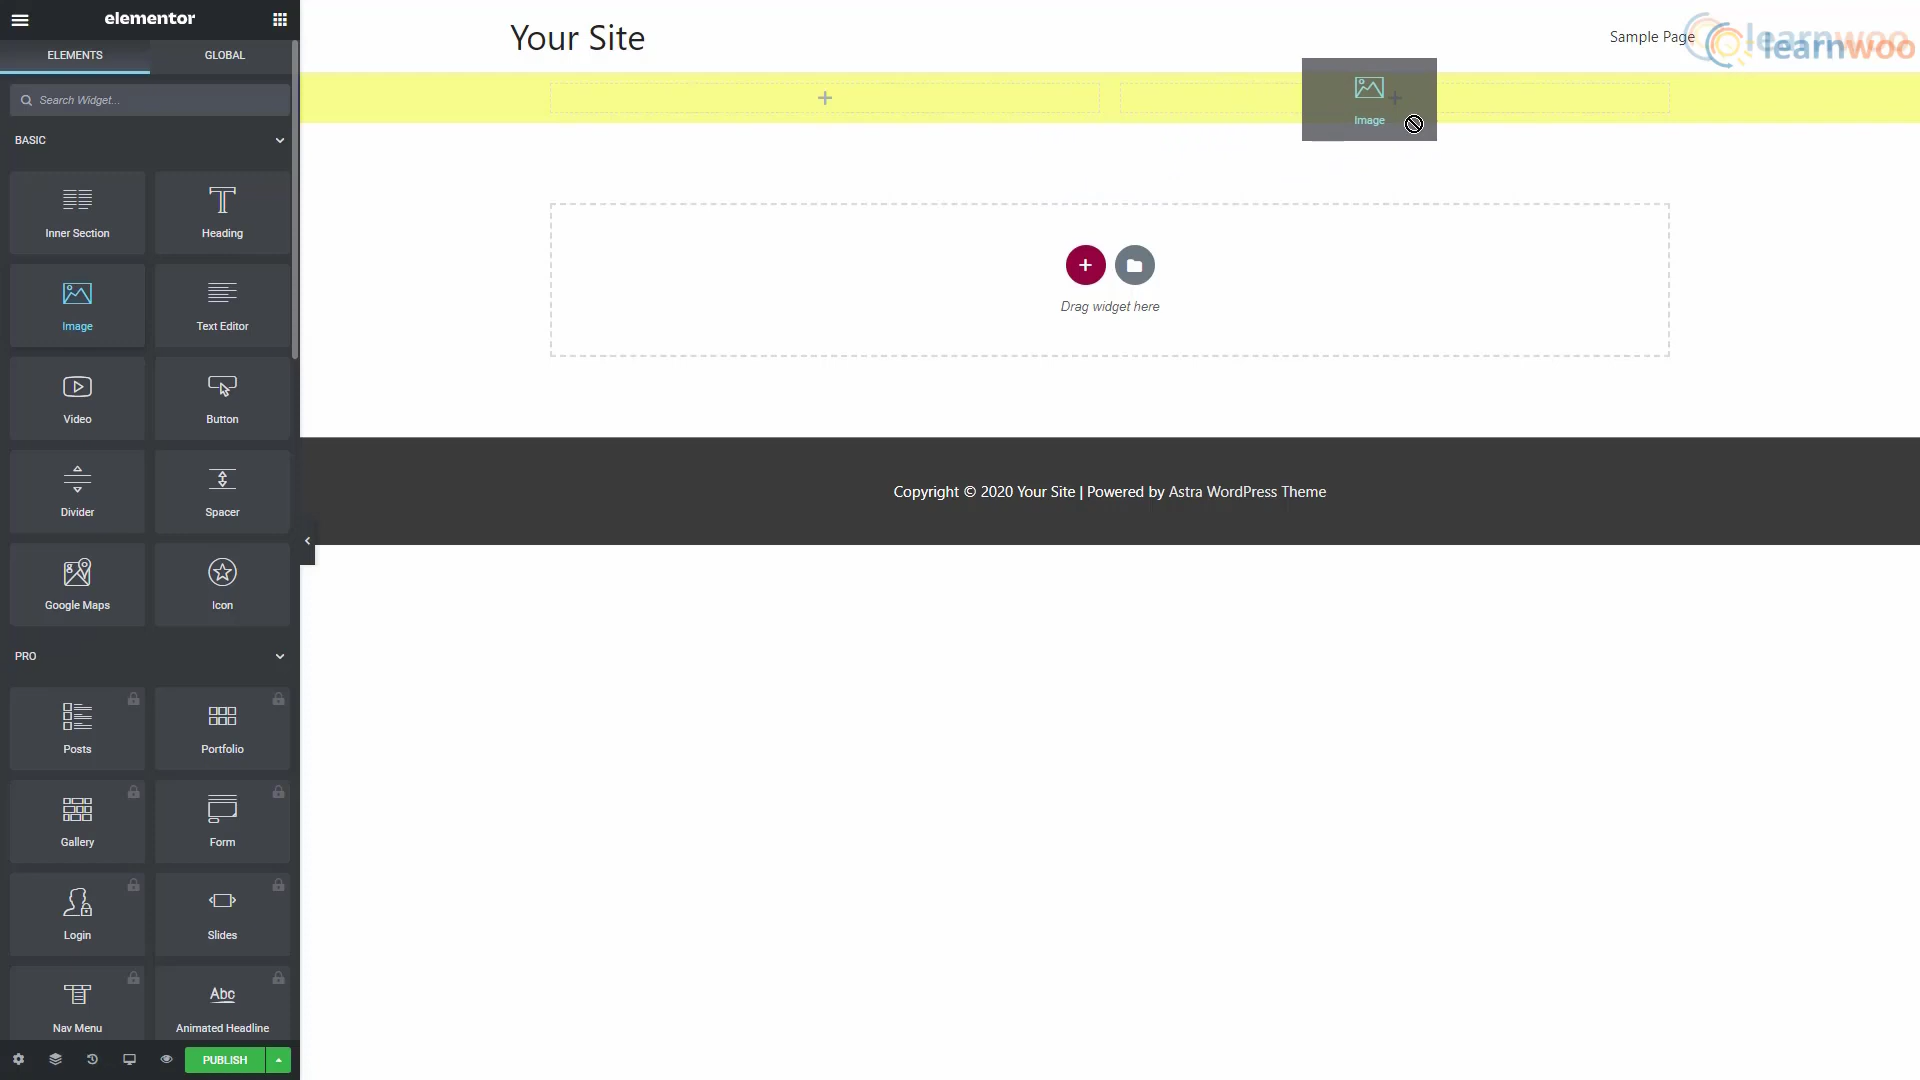 elementor
ELEMENTS
GLOBAL
Search Widget...
BASIC
Inner Section
Heading
Image
Text Editor
Video
Button
Divider
Spacer
Google Maps
Icon
PRO
Posts
Portfolio
Gallery
Form
Login
Slides
Abc
Nav Menu
Animated Headline
PUBLISH
Your Site
Sample Page
learnwoo
learnwoo
Image
Drag widget here
Copyright © 2020 Your Site | Powered by Astra WordPress Theme